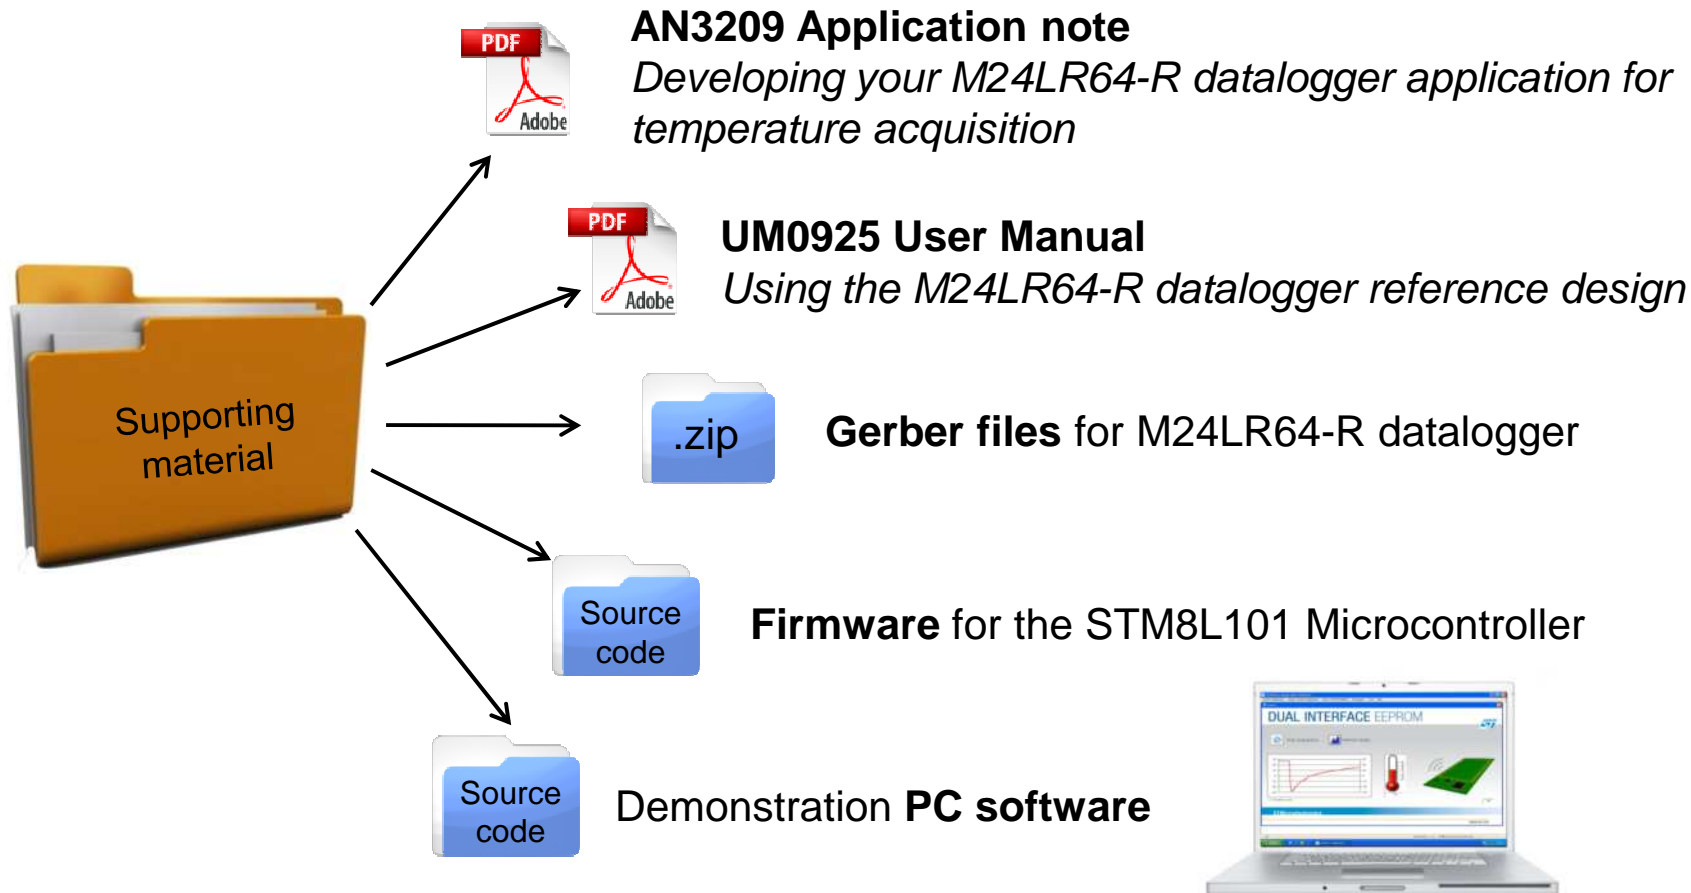 PDF
Adobe
AN3209 Application note
Developing your M24LR64-R datalogger application for
temperature acquisition
PDF
Adobe
UM0925 User Manual
Using the M24LR64-R datalogger reference design
Supporting
material
.zip
Gerber files for M24LR64-R datalogger
Source
code
Firmware for the STM8L101 Microcontroller
Source
code
Demonstration PC software
DUAL INTERFACE EEPROM
ST